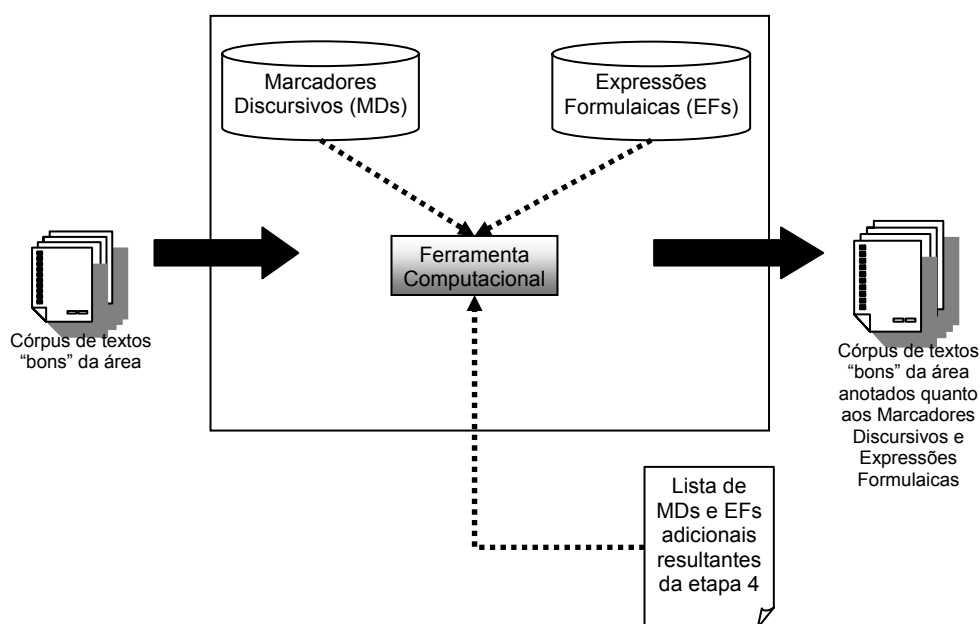 Marcadores
Discursivos (MDs)
Expressões
Formulaicas (EFs)
Ferramenta
Computacional
Córpus de textos
“bons” da área
Córpus de textos
“bons” da área
anotados quanto
aos Marcadores
Discursivos e
Expressões
Formulaicas
Lista de
MDs e EFs
adicionais
resultantes
da etapa 4